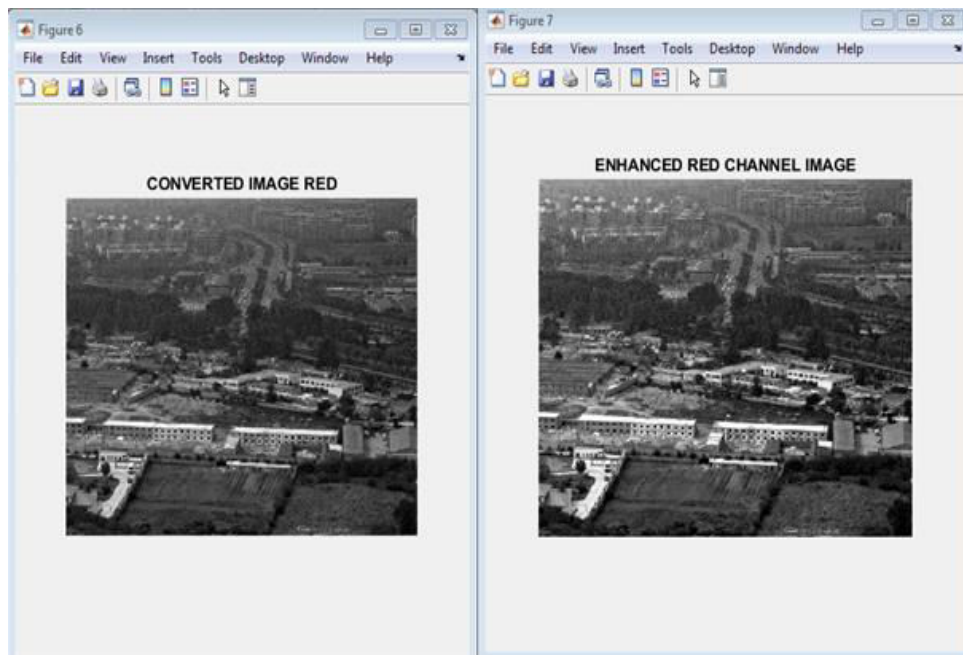 Figure 6
File Edit View Insert Tools Desktop Window Help
CONVERTED IMAGE RED
Figure 7
File Edit View Insert Tools Desktop Window Help
ENHANCED RED CHANNEL IMAGE